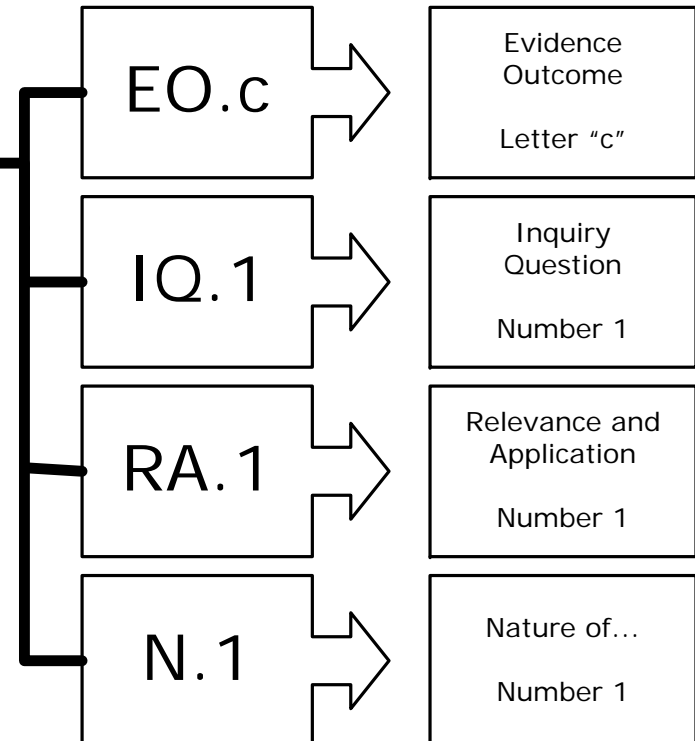 EO.c
Evidence
Outcome
Letter “c”
IQ.1
Inquiry
Question
Number 1
RA.1
Relevance and
Application
Number 1
N.1
Nature of…
Number 1